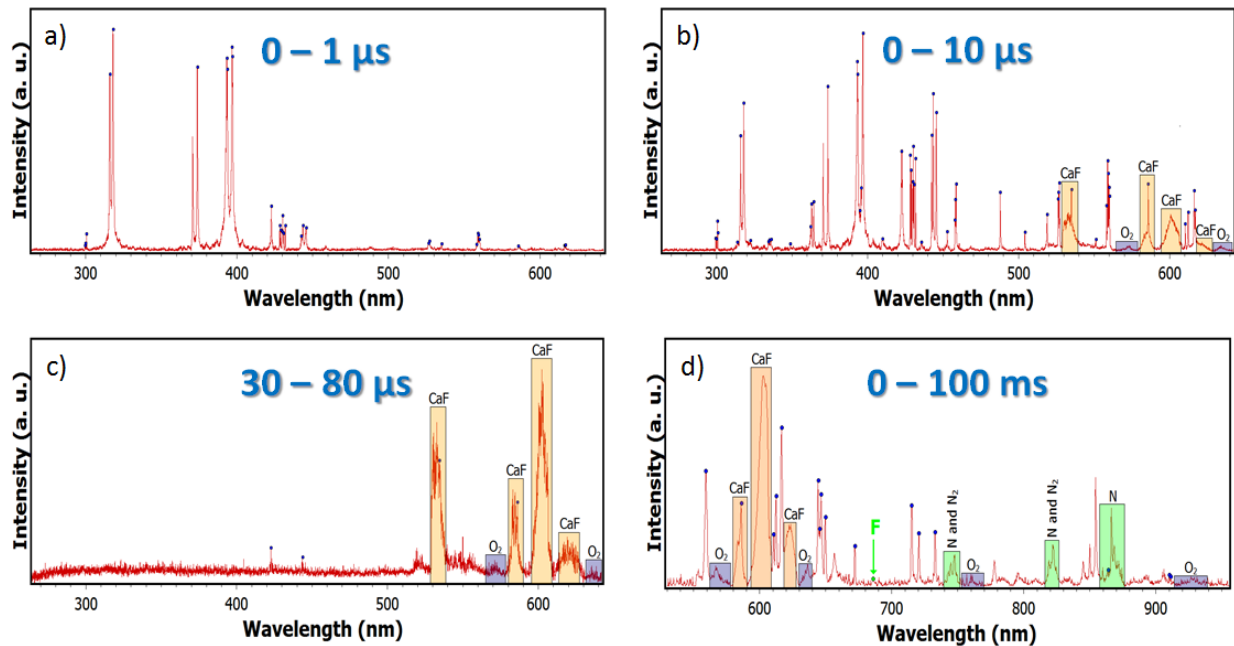 a)
0 – 1 µs
Intensity (a. u.)
300
400
500
600
Wavelength (nm)
b)
0 – 10 µs
Intensity (a. u.)
CaF
CaF
CaF
CaF
O₂
O₂
300
400
500
600
Wavelength (nm)
c)
30 – 80 µs
Intensity (a. u.)
CaF
CaF
CaF
CaF
O₂
O₂
300
400
500
600
Wavelength (nm)
d)
0 – 100 ms
Intensity (a. u.)
CaF
CaF
CaF
O₂
O₂
F
N and N₂
O₂
N and N₂
N
O₂
600
700
800
900
Wavelength (nm)